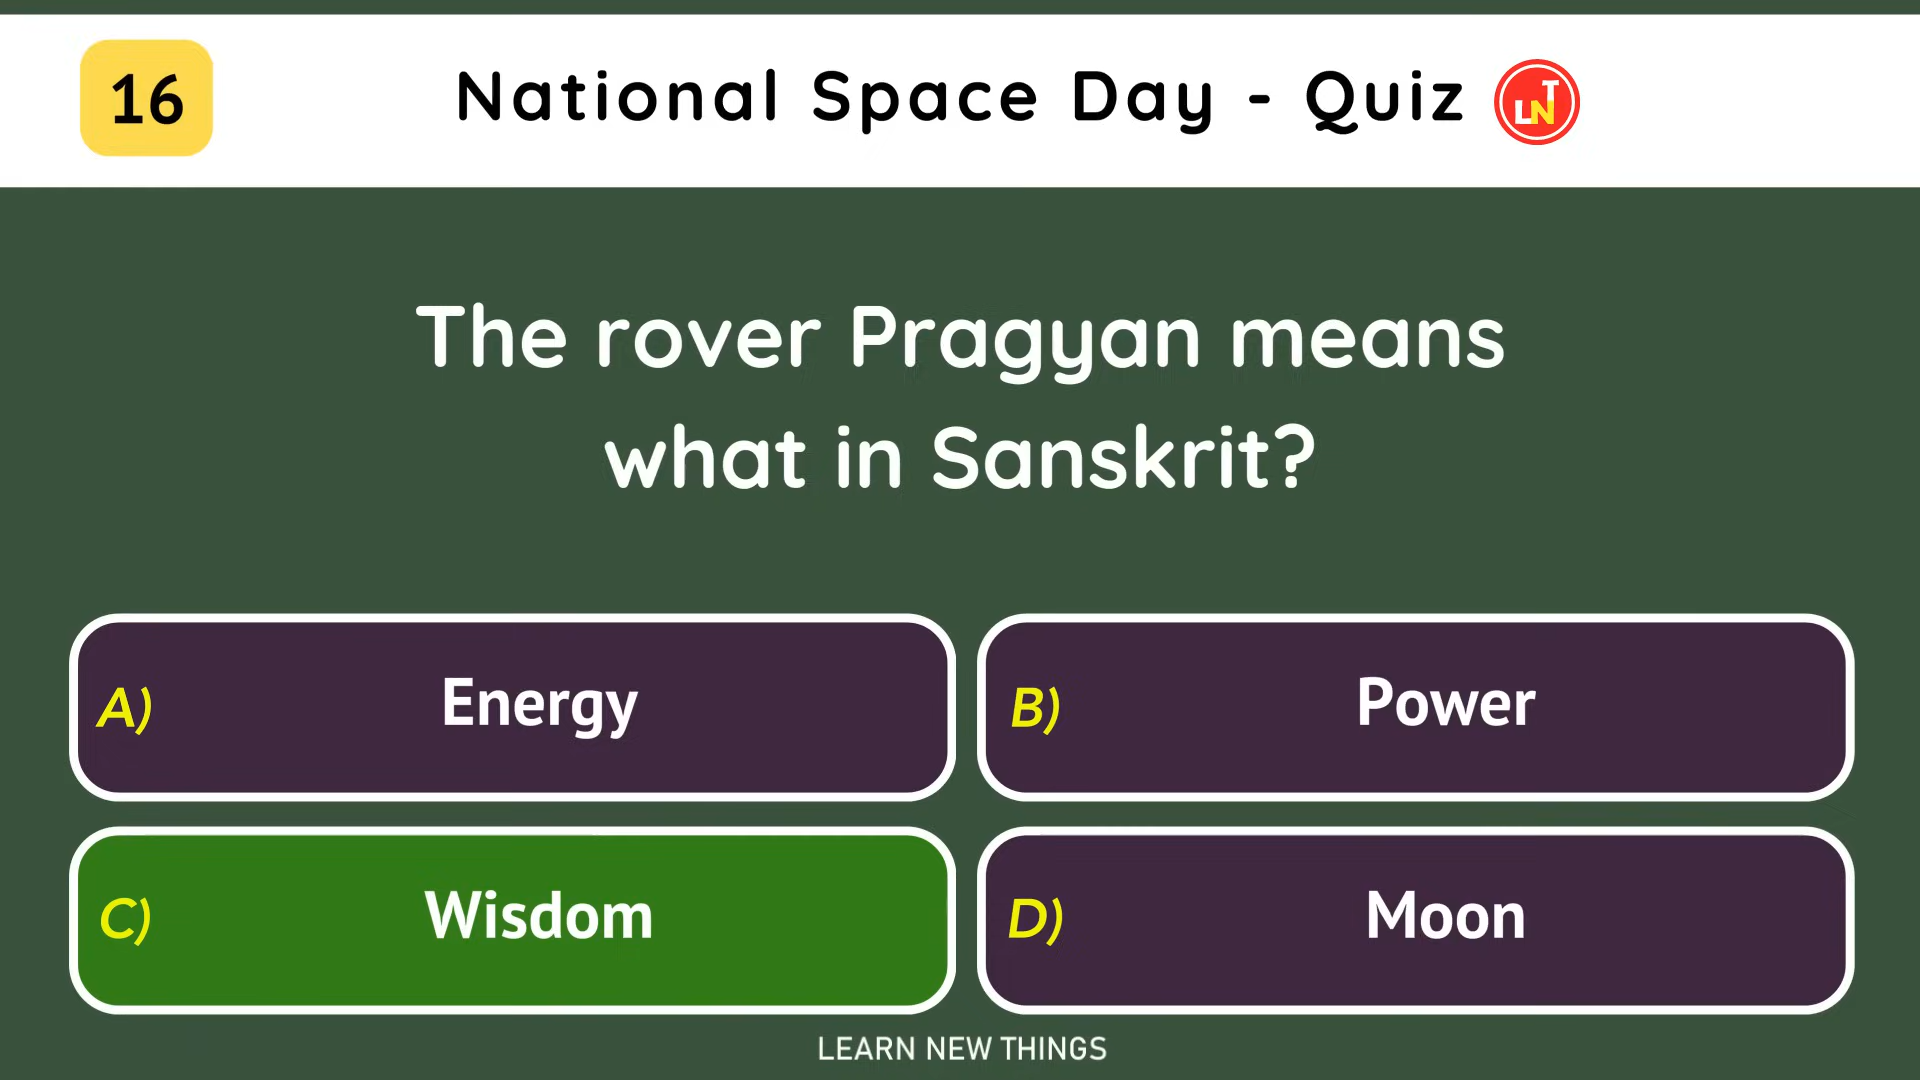 16
National Space Day - Quiz
LNT
The rover Pragyan means
what in Sanskrit?
A) Energy
B) Power
C) Wisdom
D) Moon
LEARN NEW THINGS